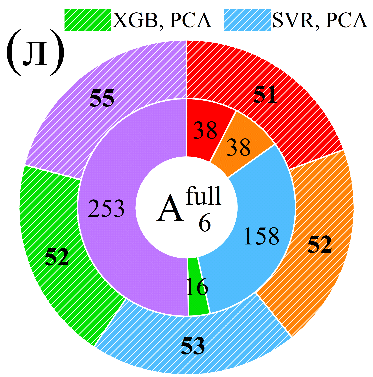 XGB, PCA SVR, PCA
(л)
55 51
38 38
253 A full 6 158
52 16 52
53